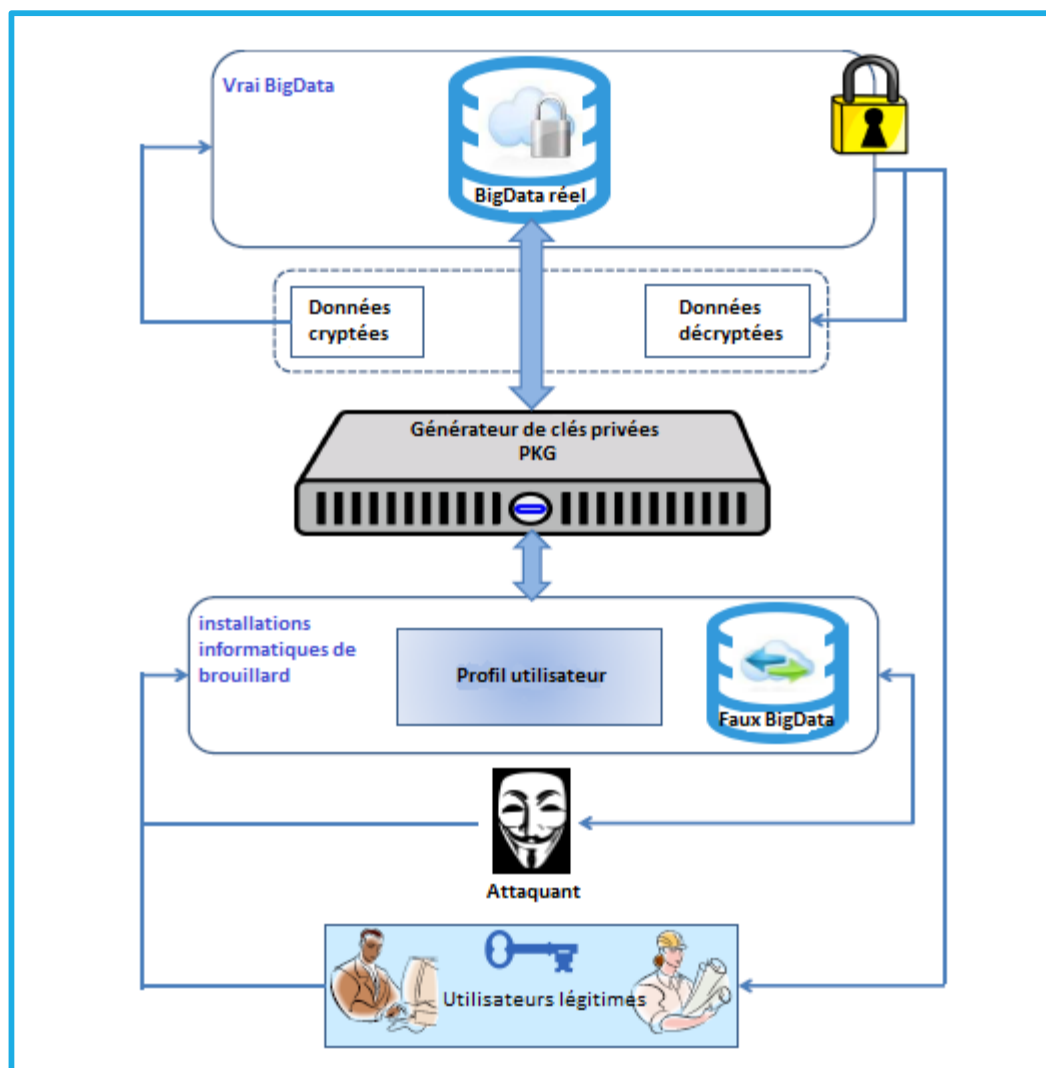 Vrai BigData
BigData réel
Données
cryptées
Données
décryptées
Générateur de clés privées
PKG
installations
informatiques de
brouillard
Profil utilisateur
Faux BigData
Attaquant
Utilisateurs légitimes